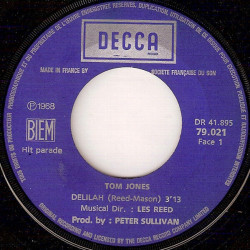 DECCA
MADE IN FRANCE BY SOCIÉTÉ FRANÇAISE DU SON
℗1968
BIEM
Hit parade
DR 41.895
79.021
Face 1
TOM JONES
DELILAH (Reed-Mason) 3'13
Musical Dir. : LES REED
Prod. by : PETER SULLIVAN